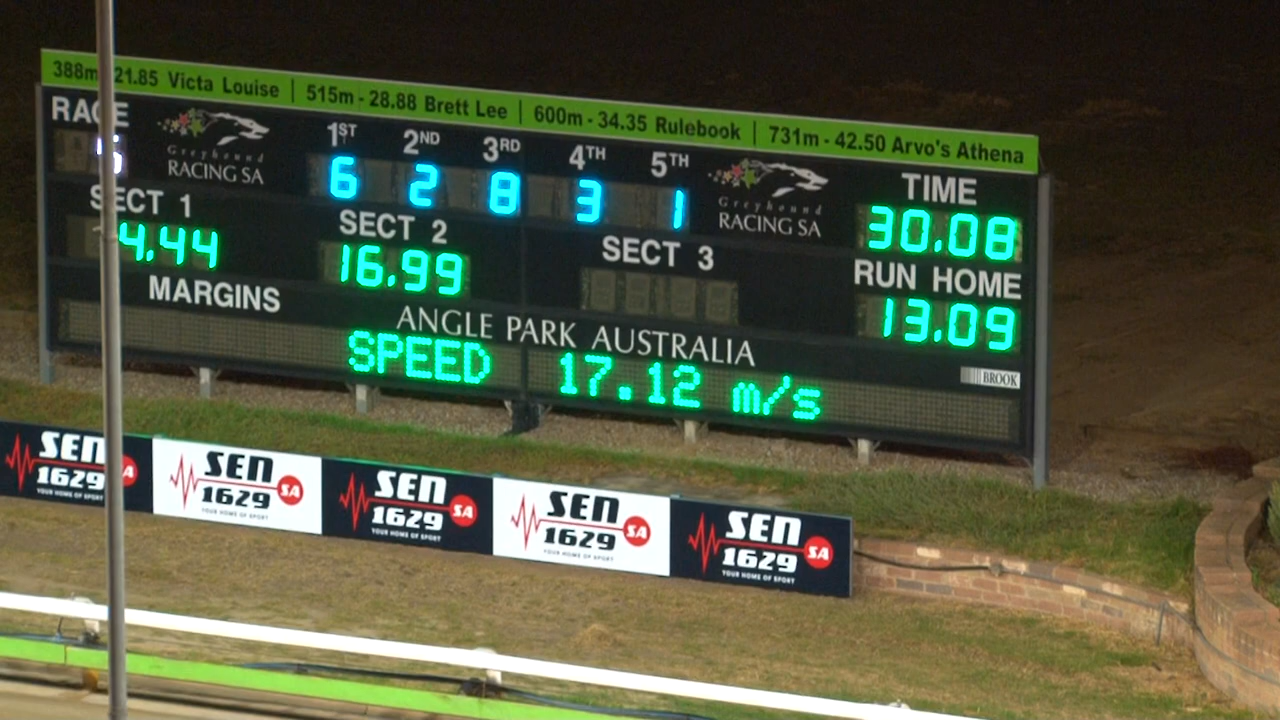 388m 21.85 Victa Louise | 515m - 28.88 Brett Lee | 600m - 34.35 Rulebook | 731m - 42.50 Arvo's Athena
RACE
Greyhound
RACING SA
1ST 2ND 3RD 4TH 5TH
6 2 8 3 1
Greyhound
RACING SA
TIME
30.08
SECT 1
4.44
SECT 2
16.99
SECT 3
RUN HOME
13.09
MARGINS
ANGLE PARK AUSTRALIA
SPEED 17.12 m/s
BROOK
SEN
1629
YOUR HOME OF SPORT
SEN
1629 SA
YOUR HOME OF SPORT
SEN
1629 SA
YOUR HOME OF SPORT
SEN
1629 SA
YOUR HOME OF SPORT
SEN
1629 SA
YOUR HOME OF SPORT